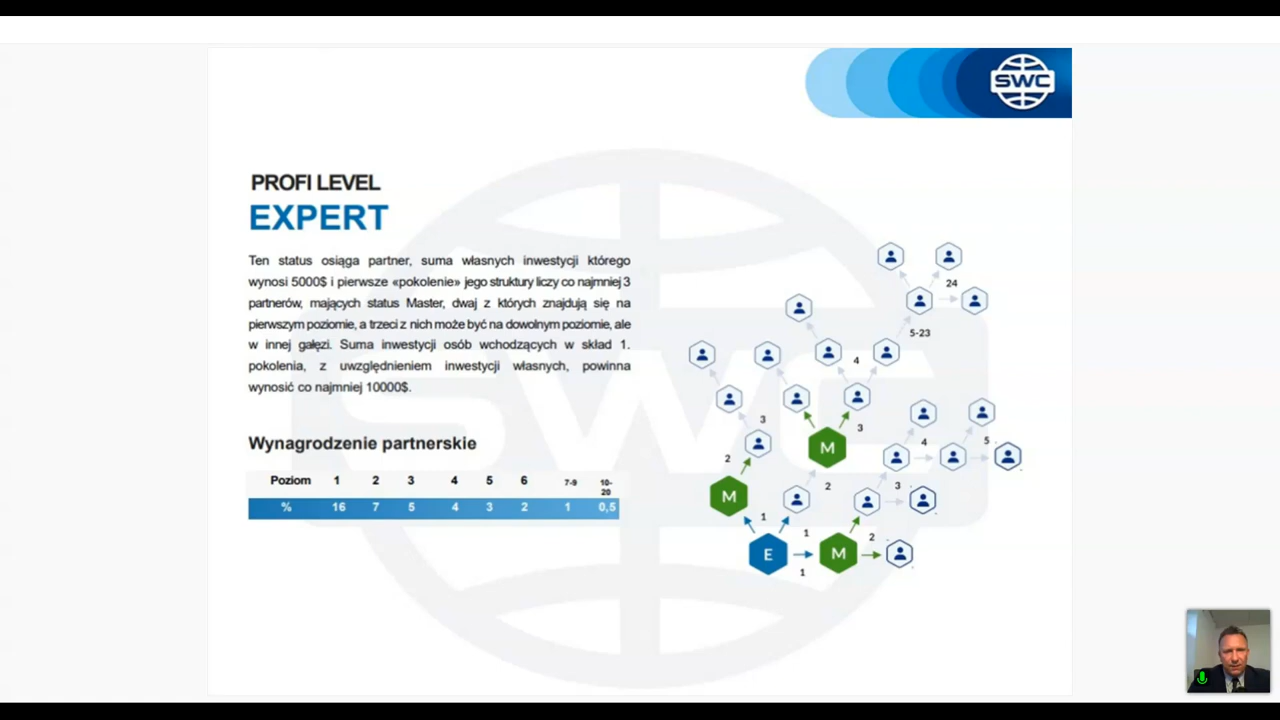 SWC
PROFI LEVEL
EXPERT
Ten status osiąga partner, suma własnych inwestycji którego
wynosi 5000$ i pierwsze «pokolenie» jego struktury liczy co najmniej 3
partnerów, mających status Master, dwaj z których znajdują się na
pierwszym poziomie, a trzeci z nich może być na dowolnym poziomie, ale
w innej gałęzi. Suma inwestycji osób wchodzących w skład 1.
pokolenia, z uwzględnieniem inwestycji własnych, powinna
wynosić co najmniej 10000$.
Wynagrodzenie partnerskie
Poziom 1 2 3 4 5 6 7-9 10-20
% 16 7 5 4 3 2 1 0,5
24
5-23
4
3
3
4
5
2
M
M
2
3
1
1
2
E
M
1
SWC